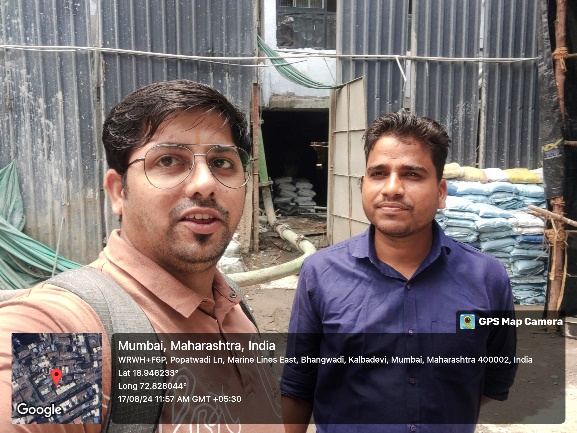 GPS Map Camera
Mumbai, Maharashtra, India
WRWH+F6P, Popatwadi Ln, Marine Lines East, Bhangwadi, Kalbadevi, Mumbai, Maharashtra 400002, India
Lat 18.946233°
Long 72.828044°
17/08/24 11:57 AM GMT +05:30
Google